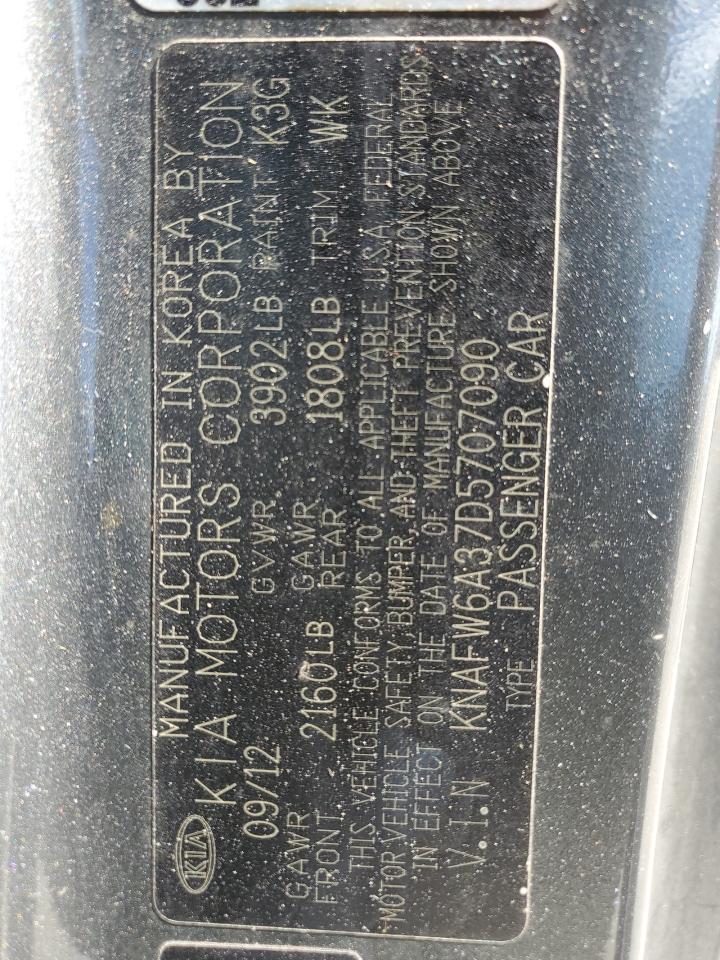 MANUFACTURED IN KOREA BY
KIA KIA MOTORS CORPORATION
09/12 GVWR 3902LB PAINT K3G
GAWR FRONT 2160LB GAWR REAR 1808LB TRIM WK
THIS VEHICLE CONFORMS TO ALL APPLICABLE U.S.A. FEDERAL
MOTOR VEHICLE SAFETY, BUMPER, AND THEFT PREVENTION STANDARDS
IN EFFECT ON THE DATE OF MANUFACTURE SHOWN ABOVE
V.I.N KNAFW6A37D5707090
TYPE PASSENGER CAR